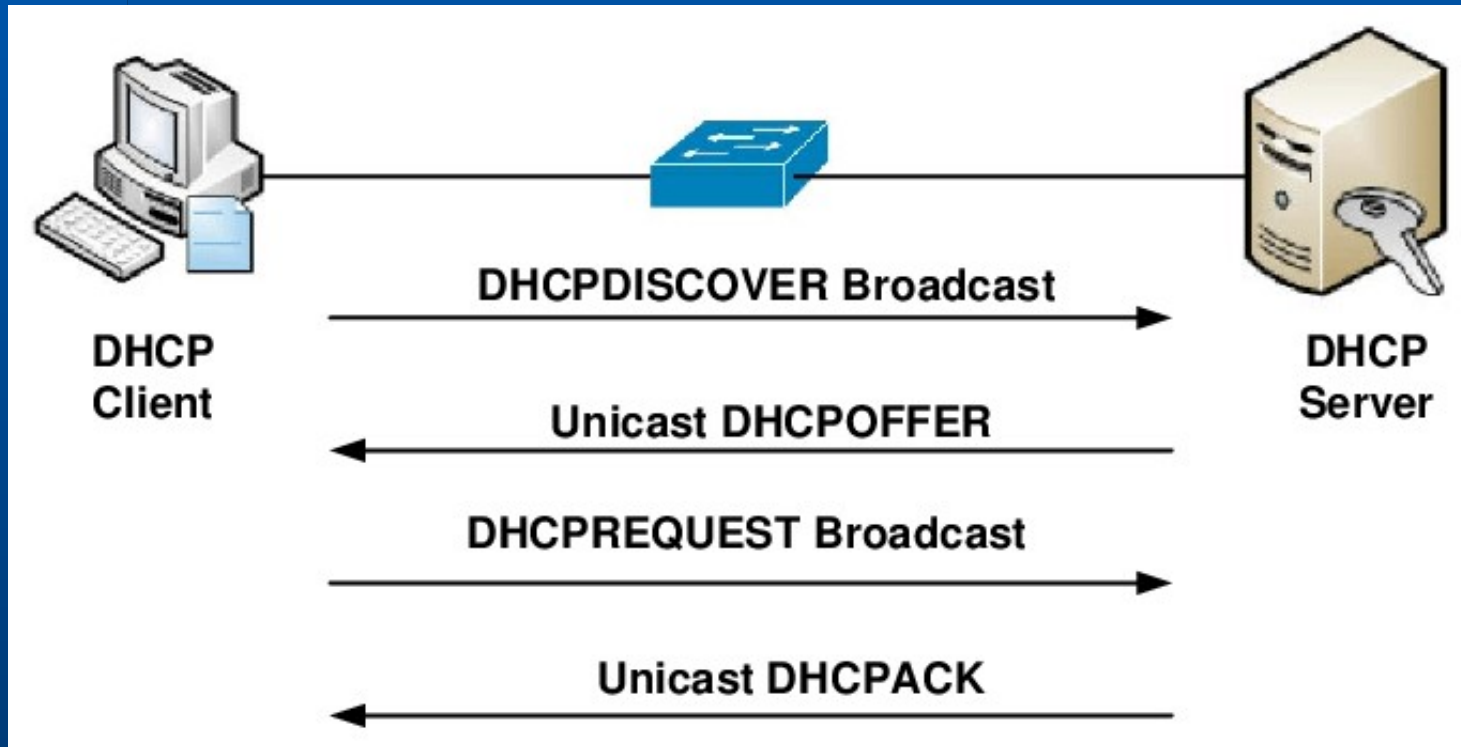 DHCPDISCOVER Broadcast
DHCP
Client
DHCP
Server
Unicast DHCPOFFER
DHCPREQUEST Broadcast
Unicast DHCPACK